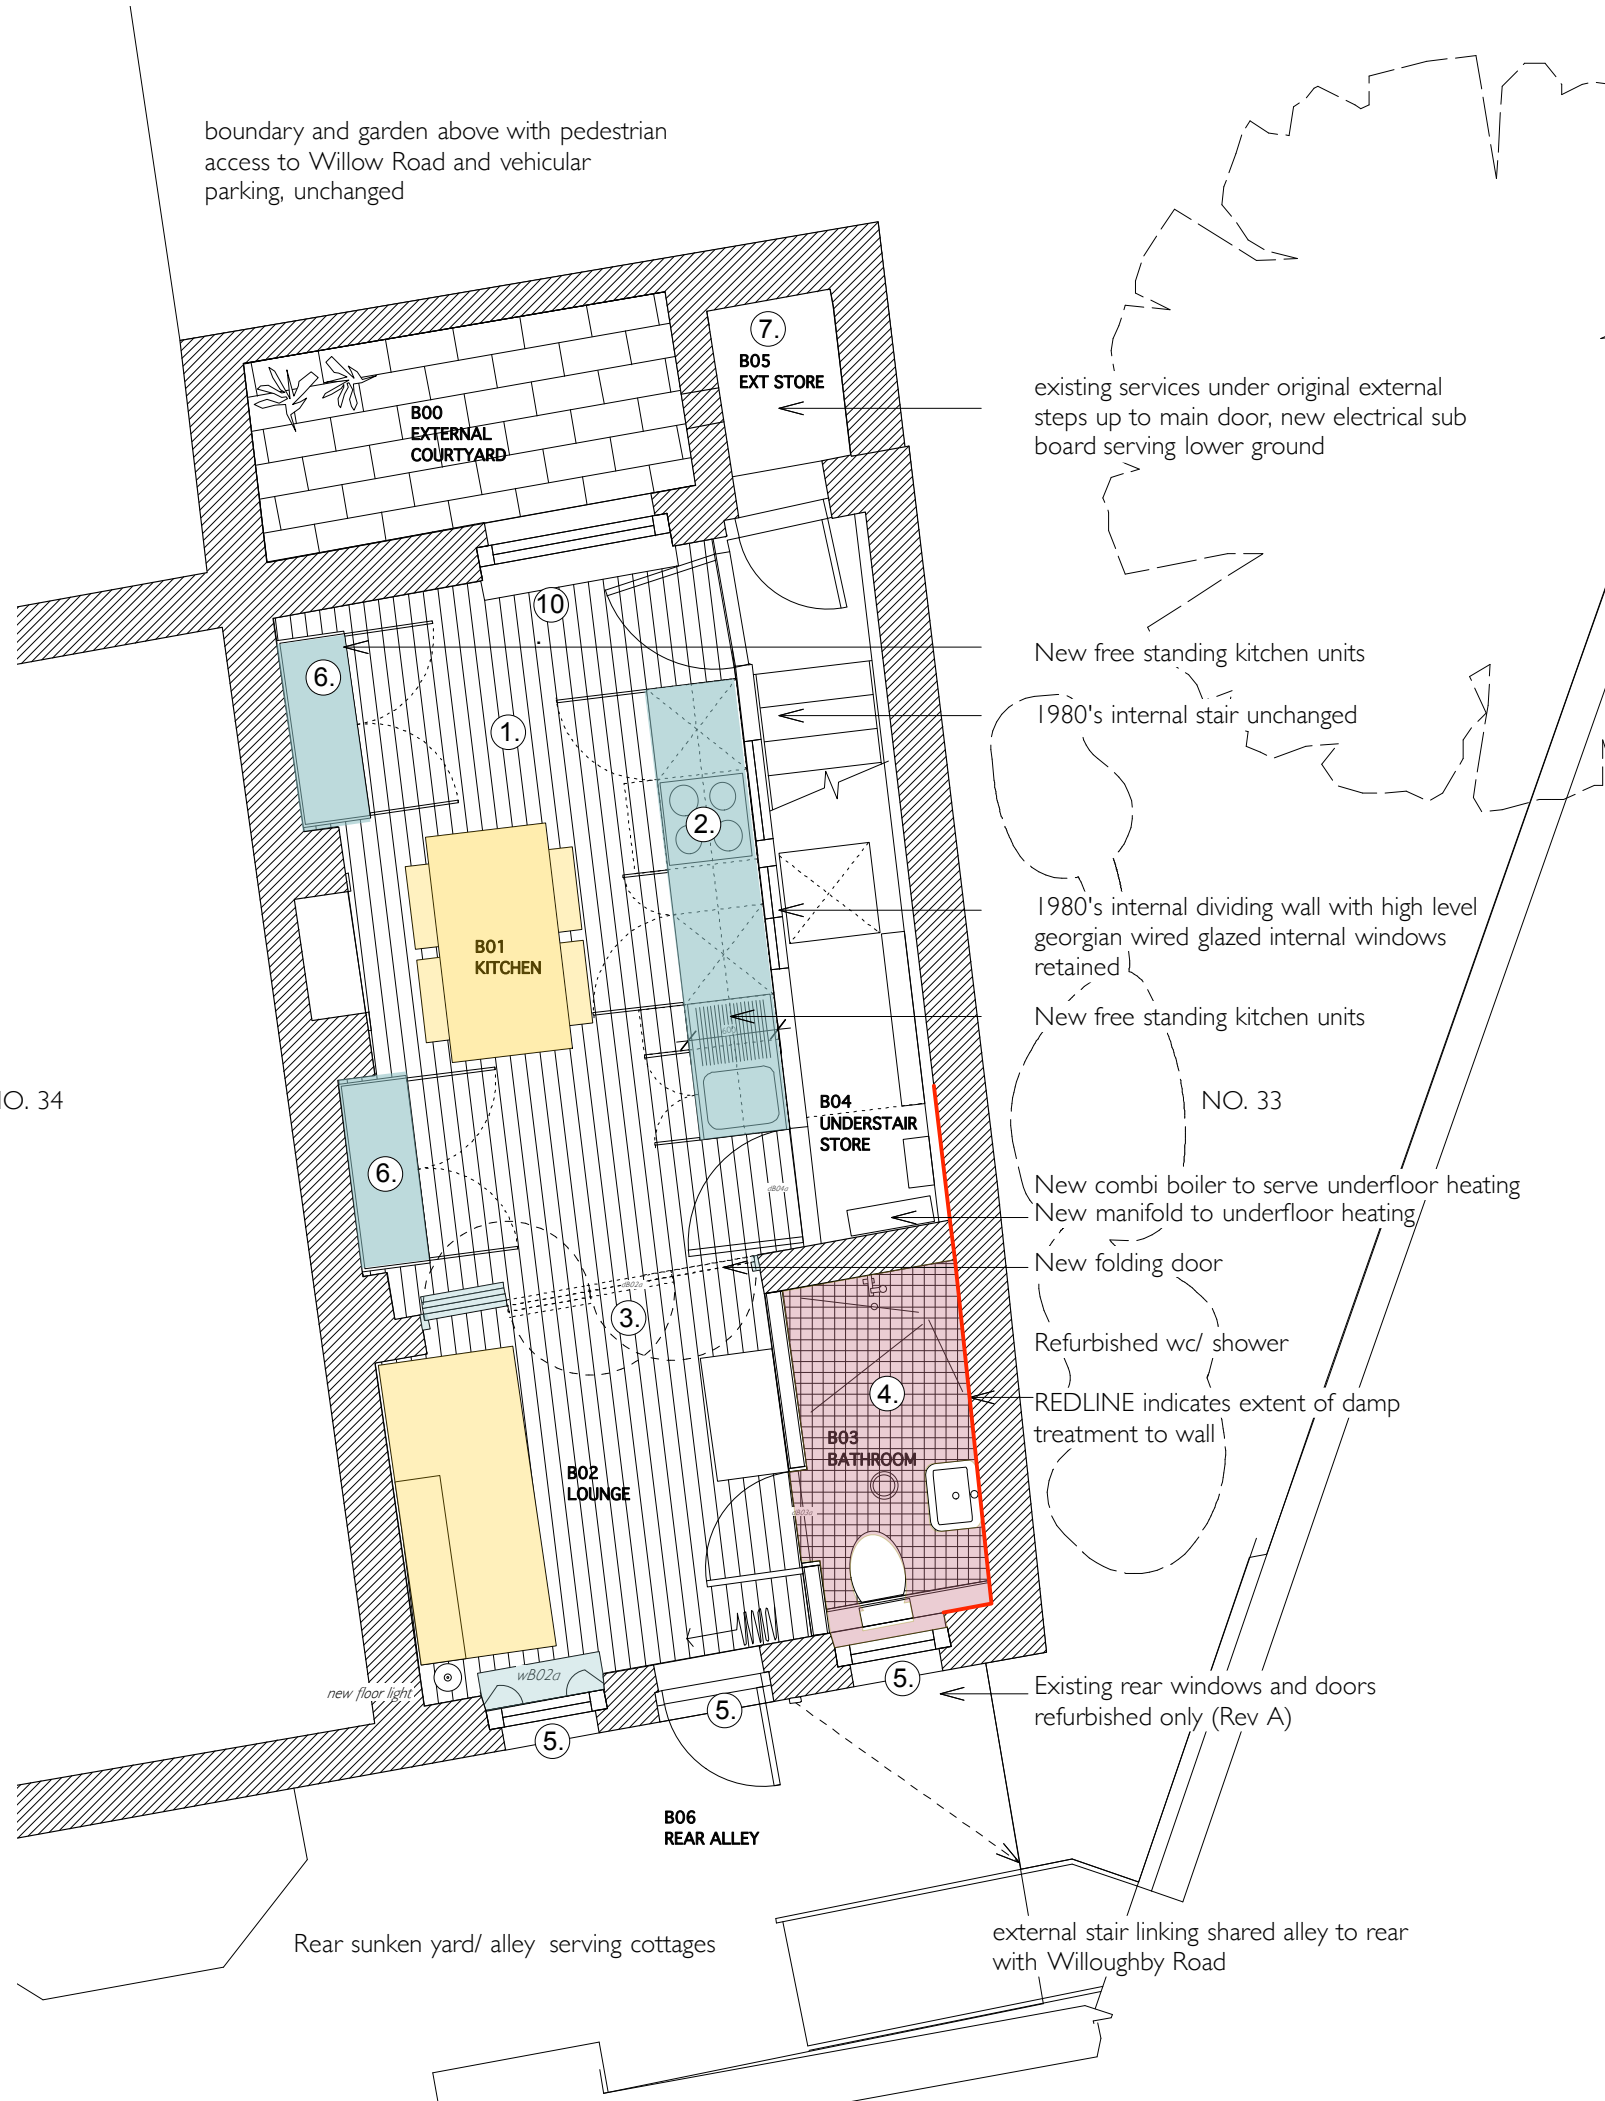 boundary and garden above with pedestrian
access to Willow Road and vehicular
parking, unchanged
7.
B05
EXT STORE
B00
EXTERNAL
COURTYARD
existing services under original external
steps up to main door, new electrical sub
board serving lower ground
10
.
6.
New free standing kitchen units
1.
1980's internal stair unchanged
2.
1980's internal dividing wall with high level
georgian wired glazed internal windows
retained
B01
KITCHEN
New free standing kitchen units
O. 34
NO. 33
B04
UNDERSTAIR
STORE
6.
dB04a
New combi boiler to serve underfloor heating
New manifold to underfloor heating
New folding door
dB02a
3.
Refurbished wc/ shower
4.
REDLINE indicates extent of damp
treatment to wall
B03
BATHROOM
B02
LOUNGE
dB03a
wB02a
new floor light
5.
5.
5.
Existing rear windows and doors
refurbished only (Rev A)
B06
REAR ALLEY
Rear sunken yard/ alley serving cottages
external stair linking shared alley to rear
with Willoughby Road